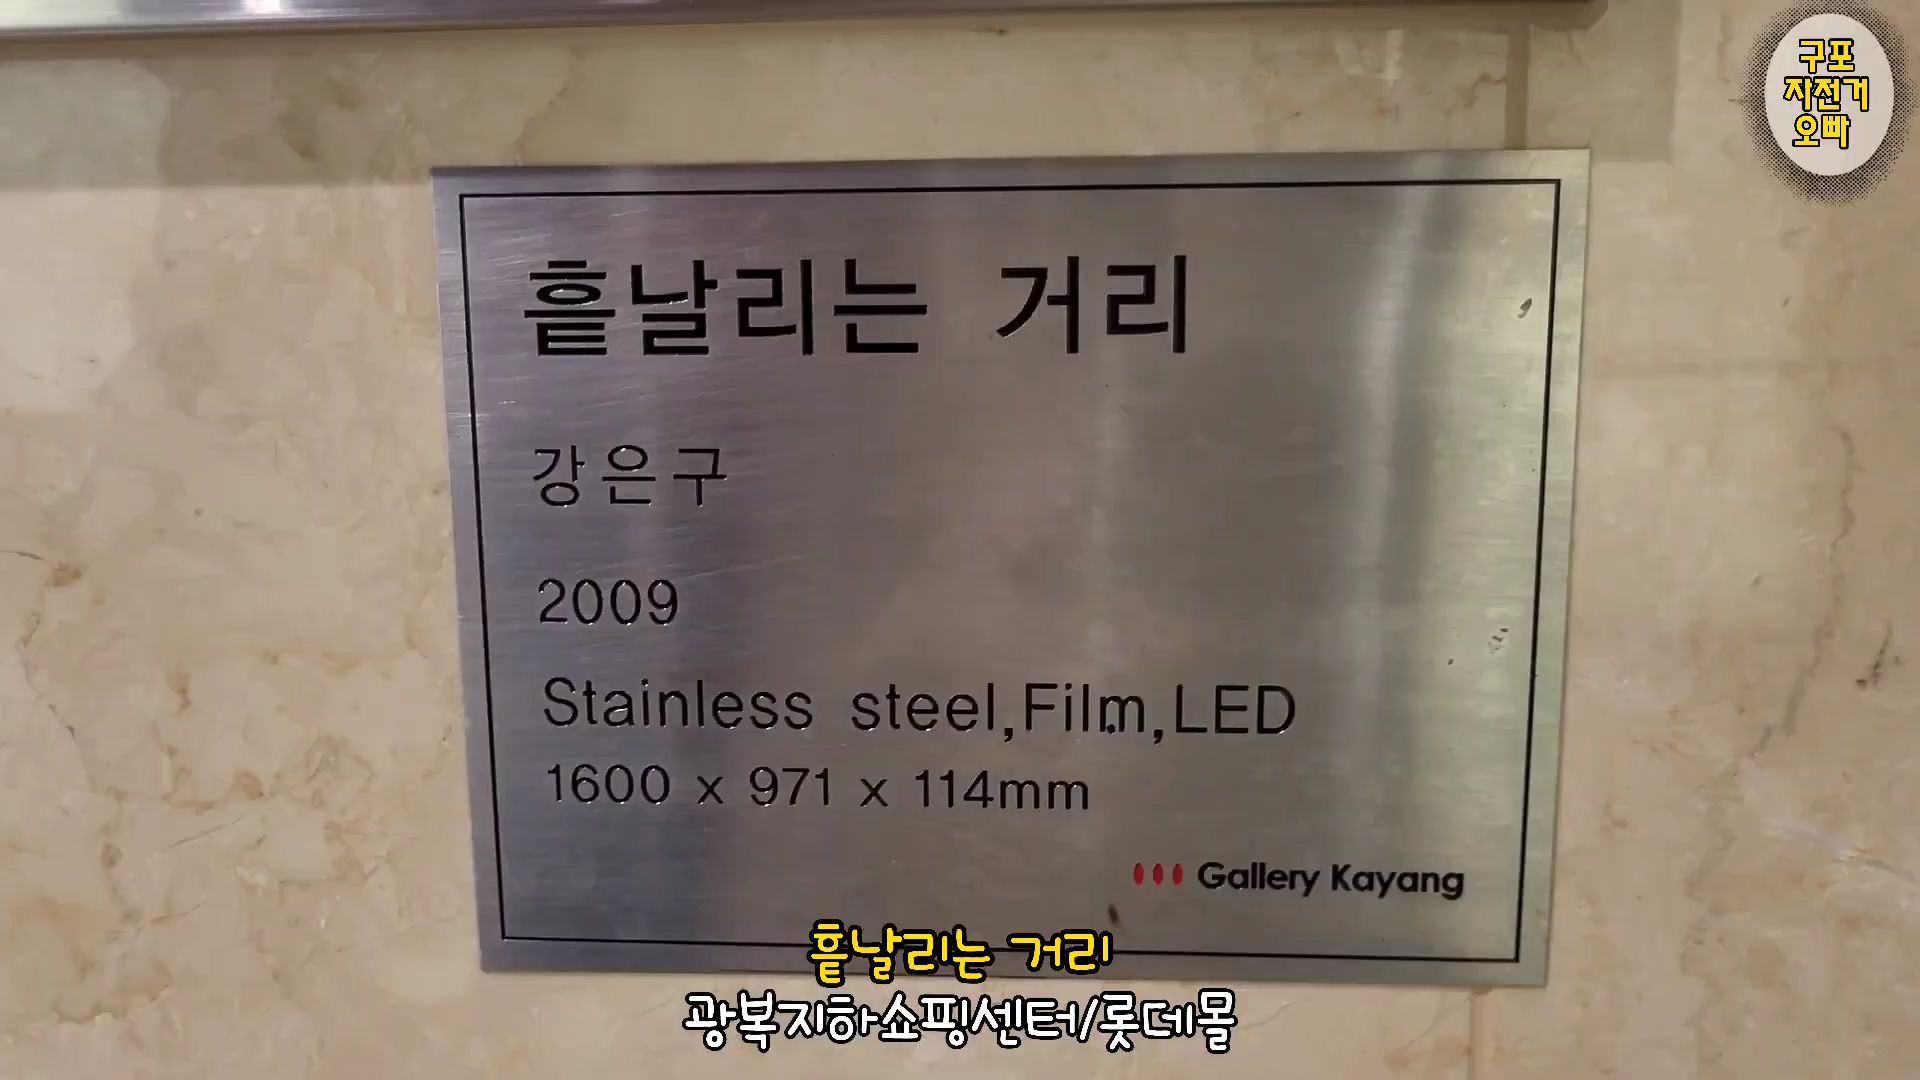 구포
자전거
오빠
흩날리는 거리
강은구
2009
Stainless steel,Film,LED
1600 x 971 x 114mm
Gallery Kayang
흩날리는 거리
광복지하쇼핑센터/롯데몰